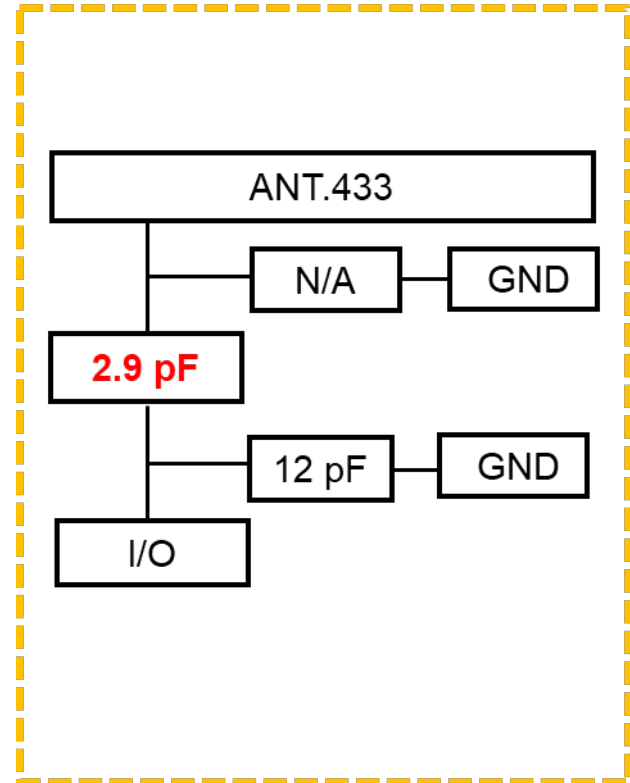 ANT.433
N/A
GND
2.9 pF
12 pF
GND
I/O